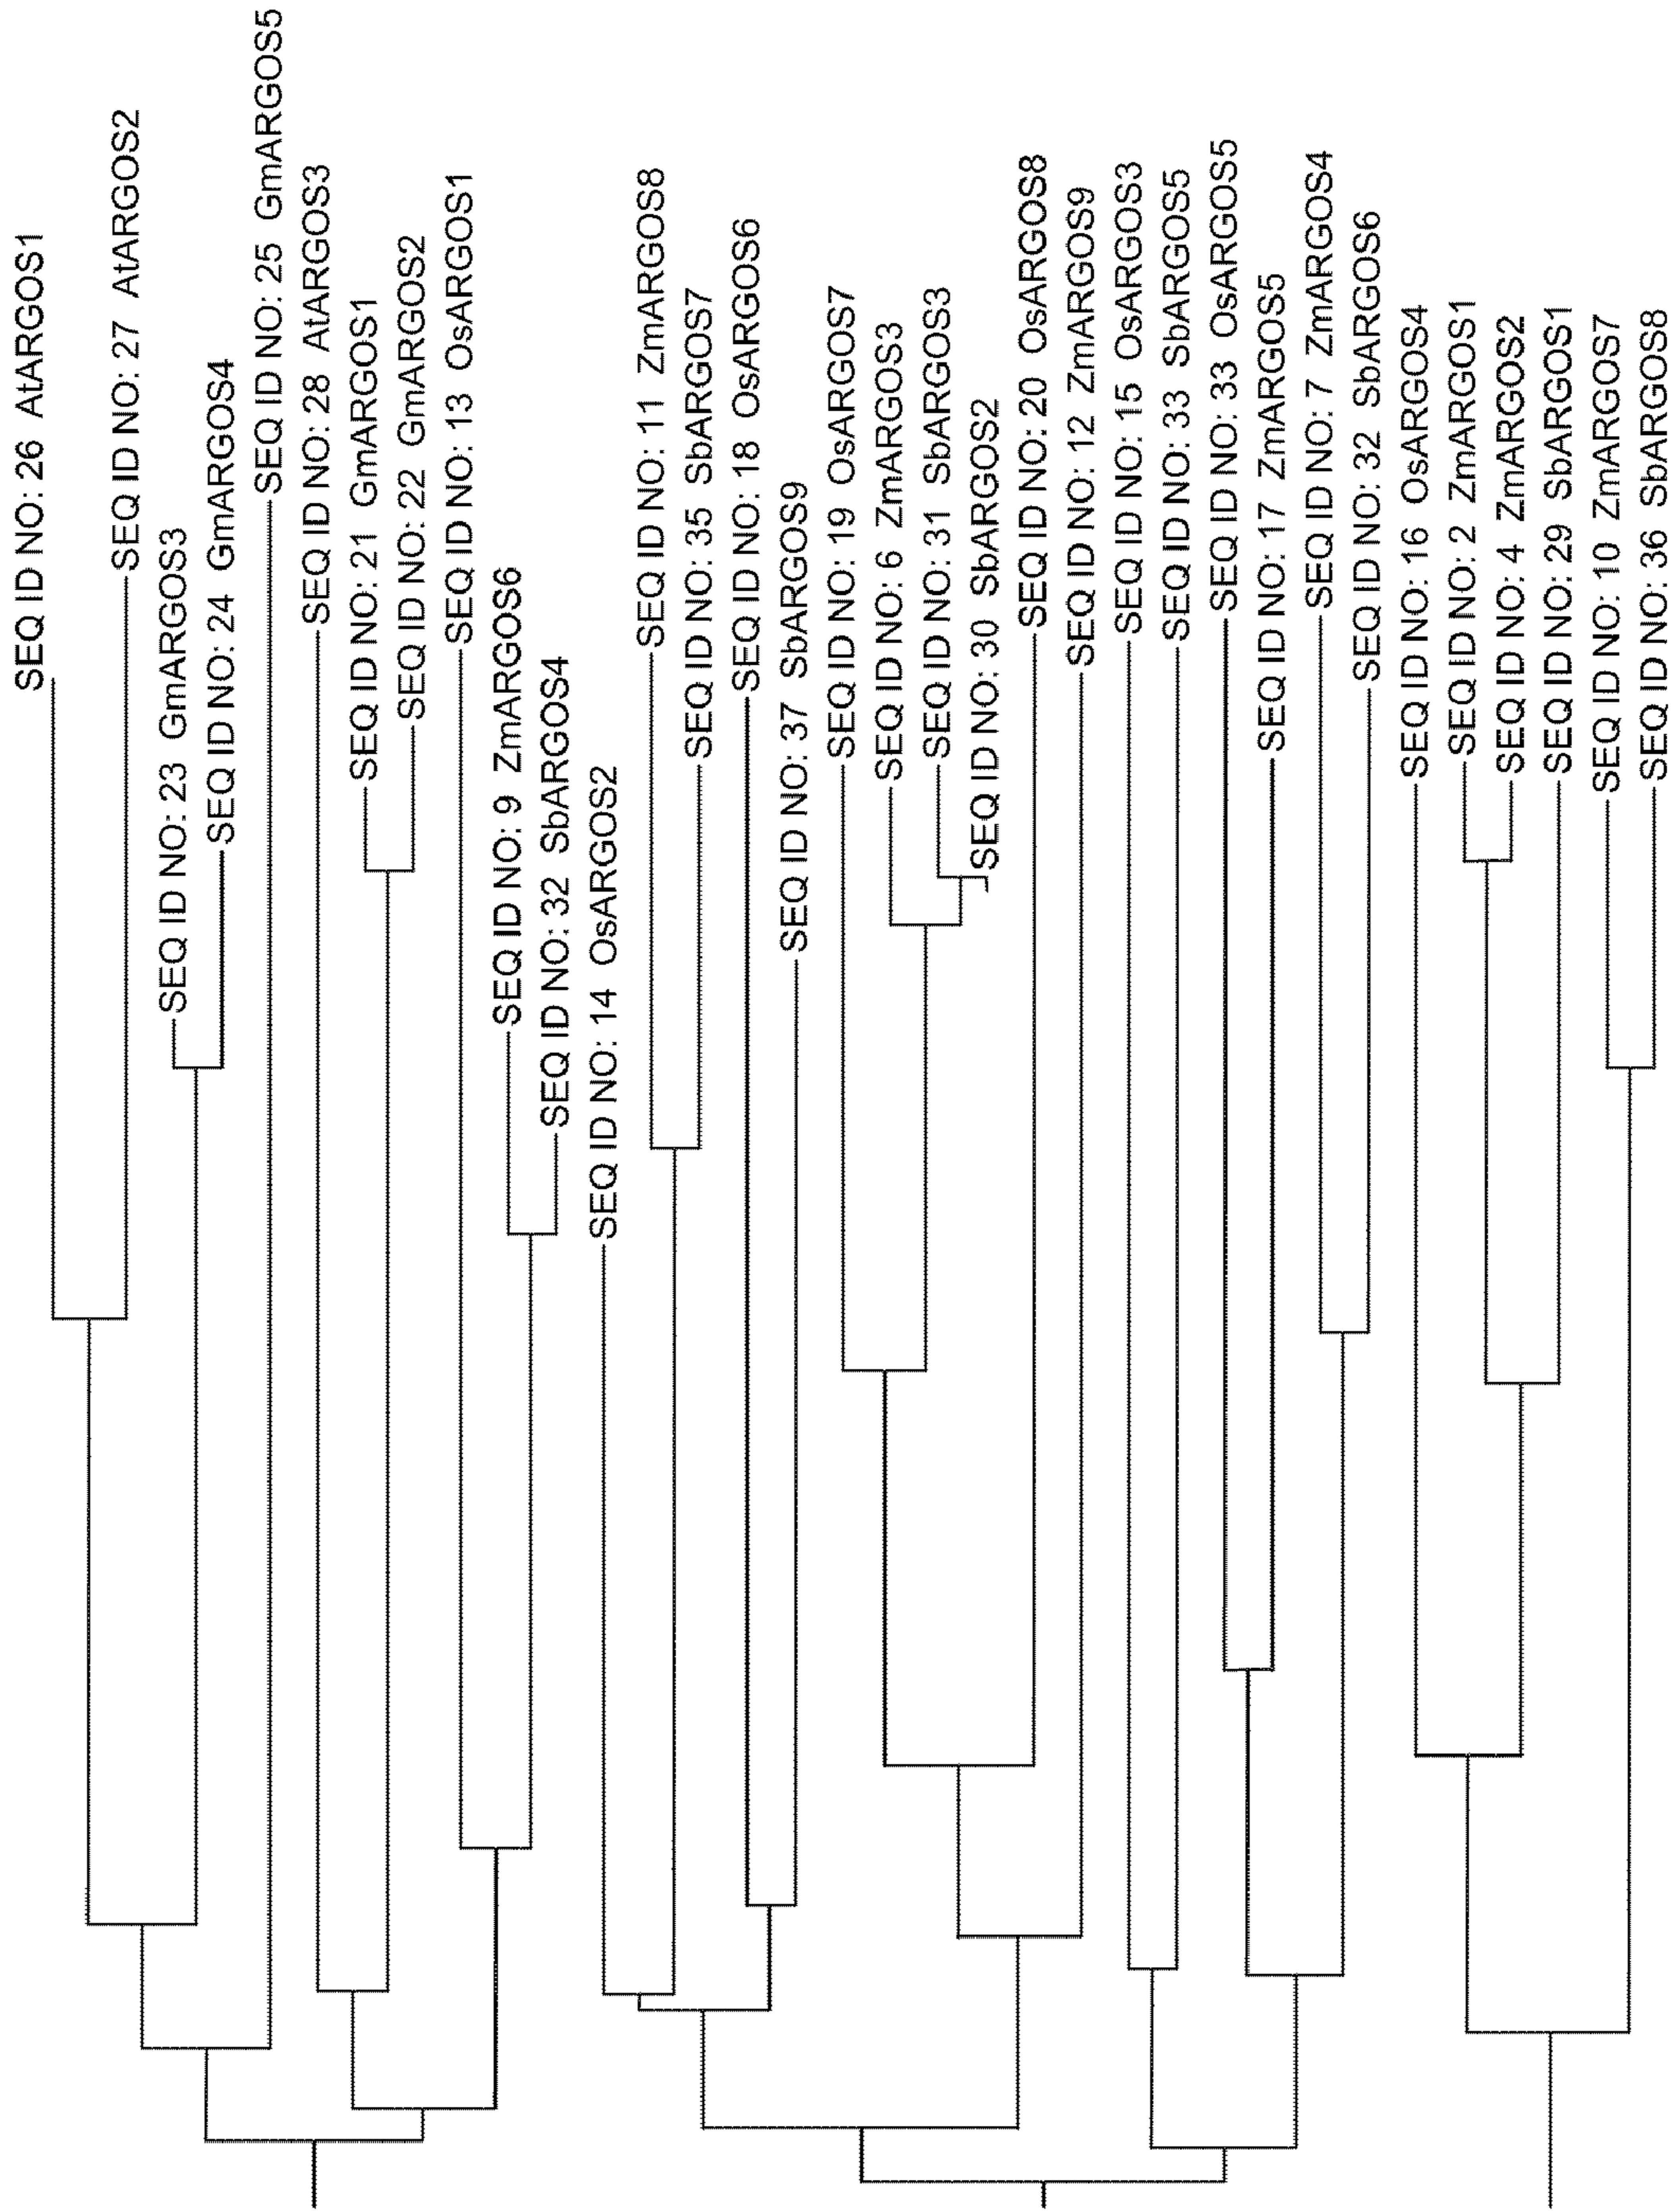 SEQ ID NO: 26 AtARGOS1
SEQ ID NO: 27 AtARGOS2
SEQ ID NO: 23 GmARGOS3
SEQ ID NO: 24 GmARGOS4
SEQ ID NO: 25 GmARGOS5
SEQ ID NO: 28 AtARGOS3
SEQ ID NO: 21 GmARGOS1
SEQ ID NO: 22 GmARGOS2
SEQ ID NO: 13 OsARGOS1
SEQ ID NO: 9 ZmARGOS6
SEQ ID NO: 32 SbARGOS4
SEQ ID NO: 14 OsARGOS2
SEQ ID NO: 11 ZmARGOS8
SEQ ID NO: 35 SbARGOS7
SEQ ID NO: 18 OsARGOS6
SEQ ID NO: 37 SbARGOS9
SEQ ID NO: 19 OsARGOS7
SEQ ID NO: 6 ZmARGOS3
SEQ ID NO: 31 SbARGOS3
SEQ ID NO: 30 SbARGOS2
SEQ ID NO: 20 OsARGOS8
SEQ ID NO: 12 ZmARGOS9
SEQ ID NO: 15 OsARGOS3
SEQ ID NO: 33 SbARGOS5
SEQ ID NO: 33 OsARGOS5
SEQ ID NO: 17 ZmARGOS5
SEQ ID NO: 7 ZmARGOS4
SEQ ID NO: 32 SbARGOS6
SEQ ID NO: 16 OsARGOS4
SEQ ID NO: 2 ZmARGOS1
SEQ ID NO: 4 ZmARGOS2
SEQ ID NO: 29 SbARGOS1
SEQ ID NO: 10 ZmARGOS7
SEQ ID NO: 36 SbARGOS8